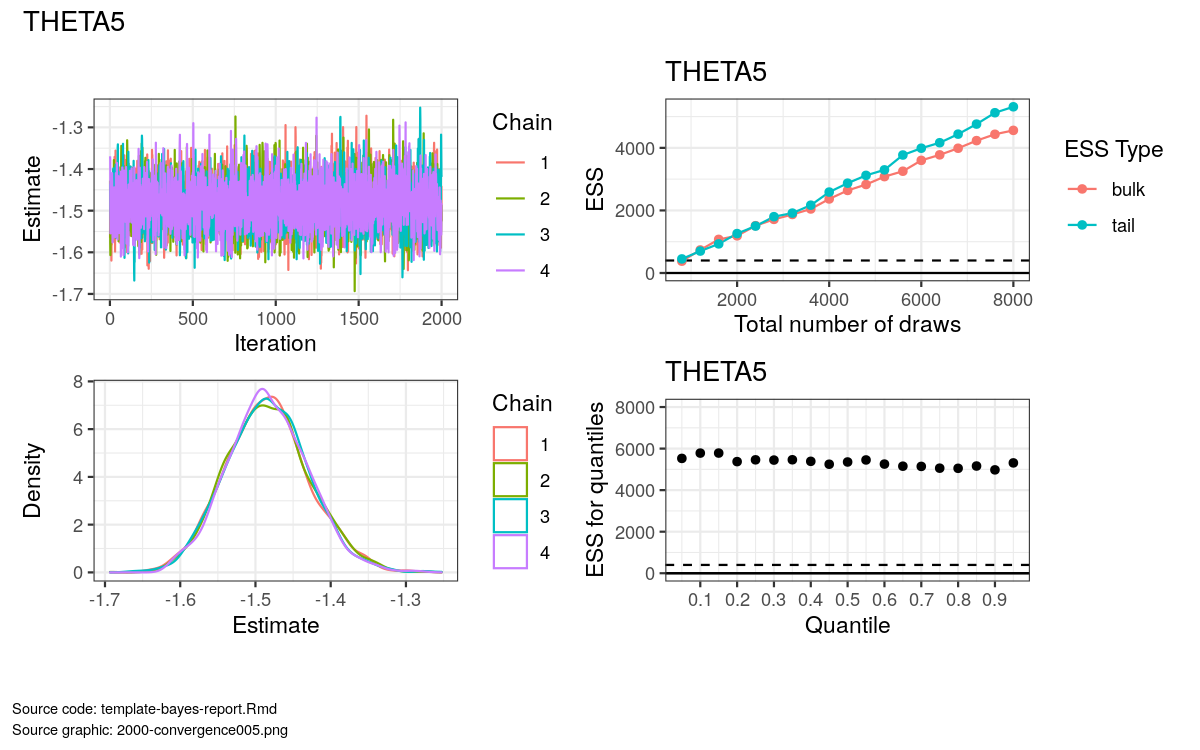 THETA5
-1.3
-1.4
-1.5
-1.6
-1.7
Estimate
0 500 1000 1500 2000
Iteration
Chain
1
2
3
4
THETA5
4000
2000
0
ESS
2000 4000 6000 8000
Total number of draws
ESS Type
bulk
tail
8
6
4
2
0
Density
-1.7 -1.6 -1.5 -1.4 -1.3
Estimate
Chain
1
2
3
4
THETA5
8000
6000
4000
2000
0
ESS for quantiles
0.1 0.2 0.3 0.4 0.5 0.6 0.7 0.8 0.9
Quantile
Source code: template-bayes-report.Rmd
Source graphic: 2000-convergence005.png